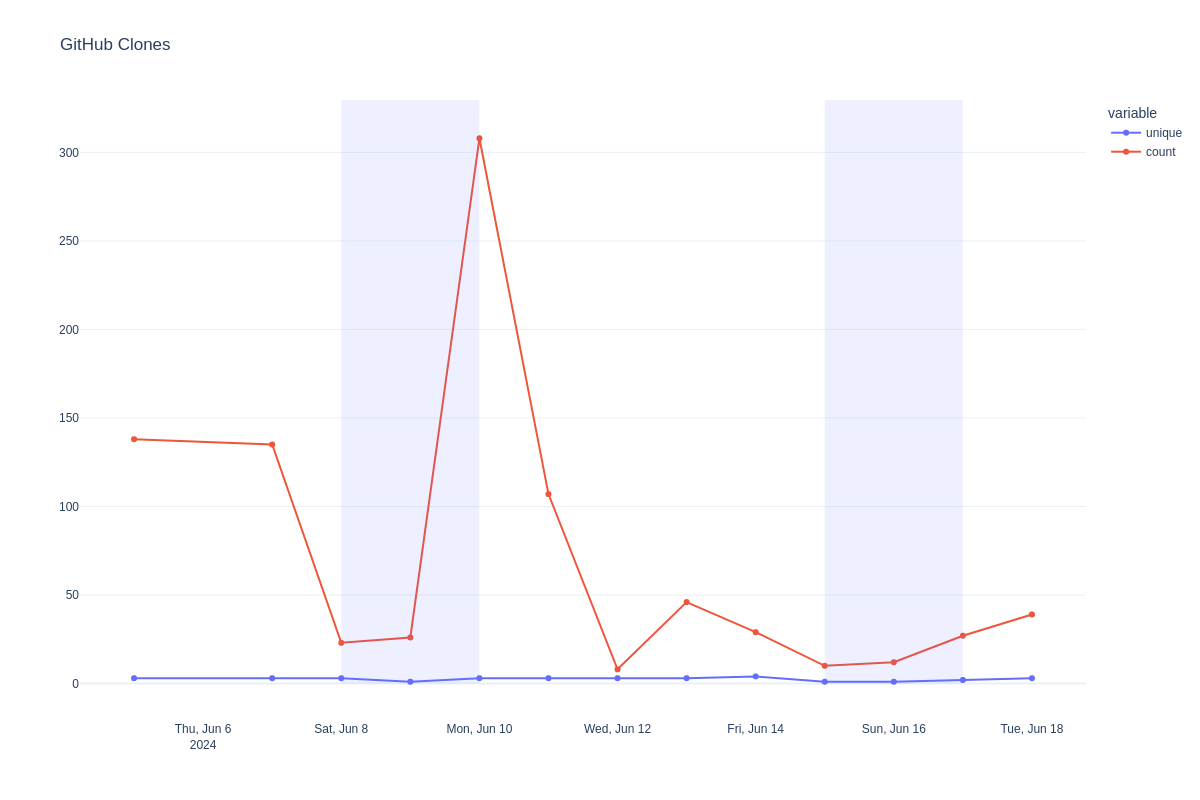 GitHub Clones
variable
unique
count
300
250
200
150
100
50
0
Thu, Jun 6
2024
Sat, Jun 8
Mon, Jun 10
Wed, Jun 12
Fri, Jun 14
Sun, Jun 16
Tue, Jun 18